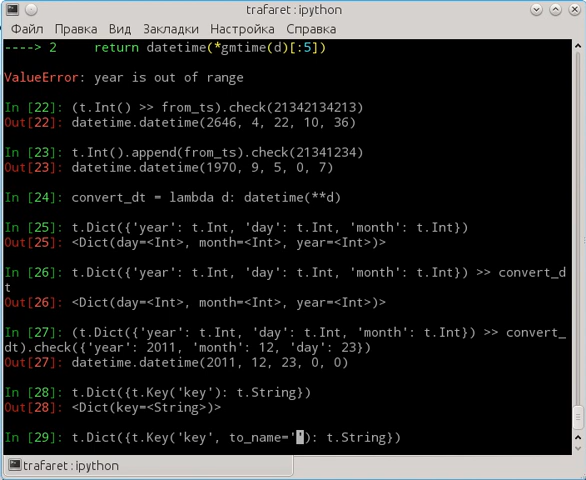 trafaret : ipython
Файл Правка Вид Закладки Настройка Справка
----> 2     return datetime(*gmtime(d)[:5])
ValueError: year is out of range
In [22]: (t.Int() >> from_ts).check(21342134213)
Out[22]: datetime.datetime(2646, 4, 22, 10, 36)
In [23]: t.Int().append(from_ts).check(21341234)
Out[23]: datetime.datetime(1970, 9, 5, 0, 7)
In [24]: convert_dt = lambda d: datetime(**d)
In [25]: t.Dict({'year': t.Int, 'day': t.Int, 'month': t.Int})
Out[25]: <Dict(day=<Int>, month=<Int>, year=<Int>)>
In [26]: t.Dict({'year': t.Int, 'day': t.Int, 'month': t.Int}) >> convert_d
t
Out[26]: <Dict(day=<Int>, month=<Int>, year=<Int>)>
In [27]: (t.Dict({'year': t.Int, 'day': t.Int, 'month': t.Int}) >> convert_
dt).check({'year': 2011, 'month': 12, 'day': 23})
Out[27]: datetime.datetime(2011, 12, 23, 0, 0)
In [28]: t.Dict({t.Key('key'): t.String})
Out[28]: <Dict(key=<String>)>
In [29]: t.Dict({t.Key('key', to_name=''): t.String})
trafaret : ipython